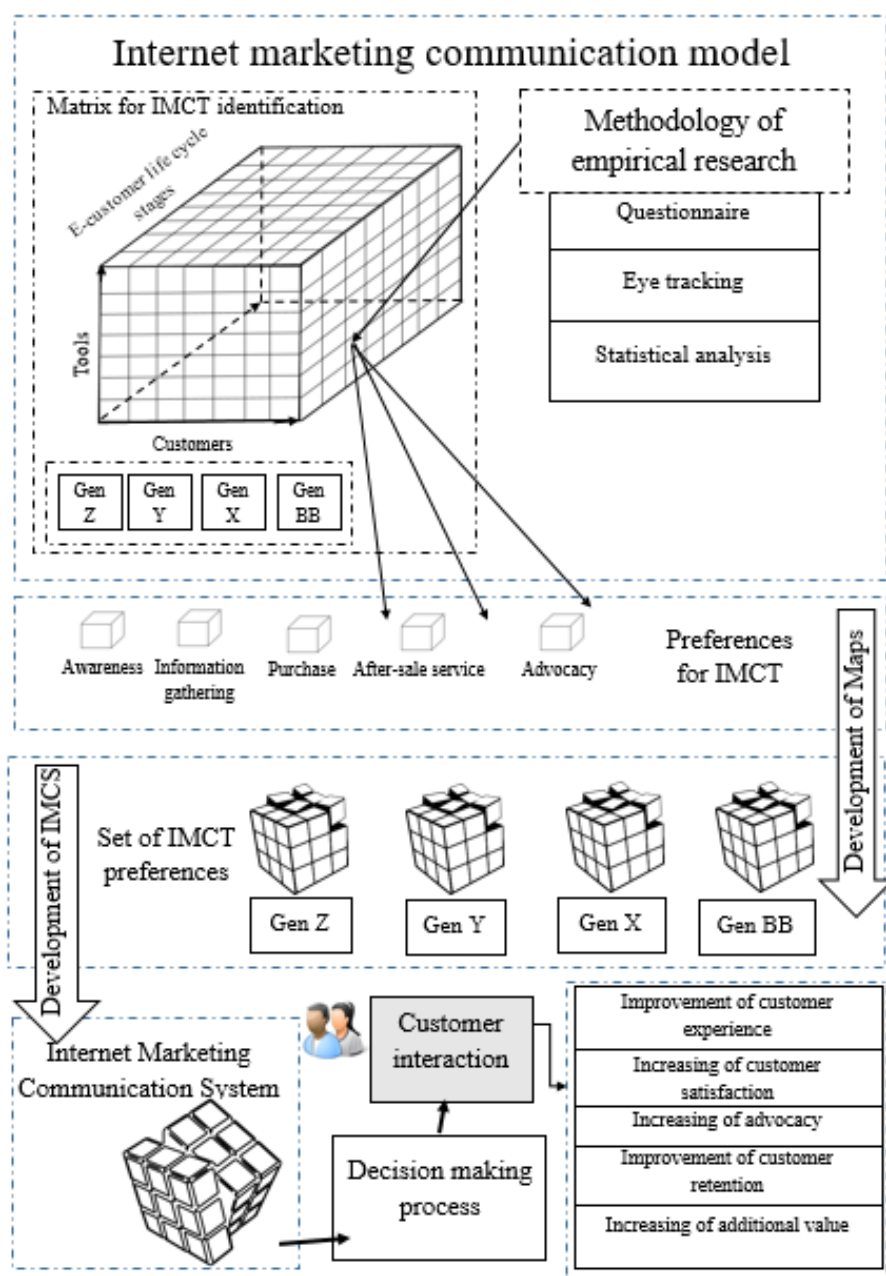 Internet marketing communication model
Matrix for IMCT identification
E-customer life cycle
stages
Tools
Customers
Gen
Z
Gen
Y
Gen
X
Gen
BB
Methodology of
empirical research
Questionnaire
Eye tracking
Statistical analysis
Awareness
Information
gathering
Purchase
After-sale service
Advocacy
Preferences
for IMCT
Development of Maps
Development of IMCS
Set of IMCT
preferences
Gen Z
Gen Y
Gen X
Gen BB
Internet Marketing
Communication System
Customer
interaction
Decision making
process
Improvement of customer
experience
Increasing of customer
satisfaction
Increasing of advocacy
Improvement of customer
retention
Increasing of additional value